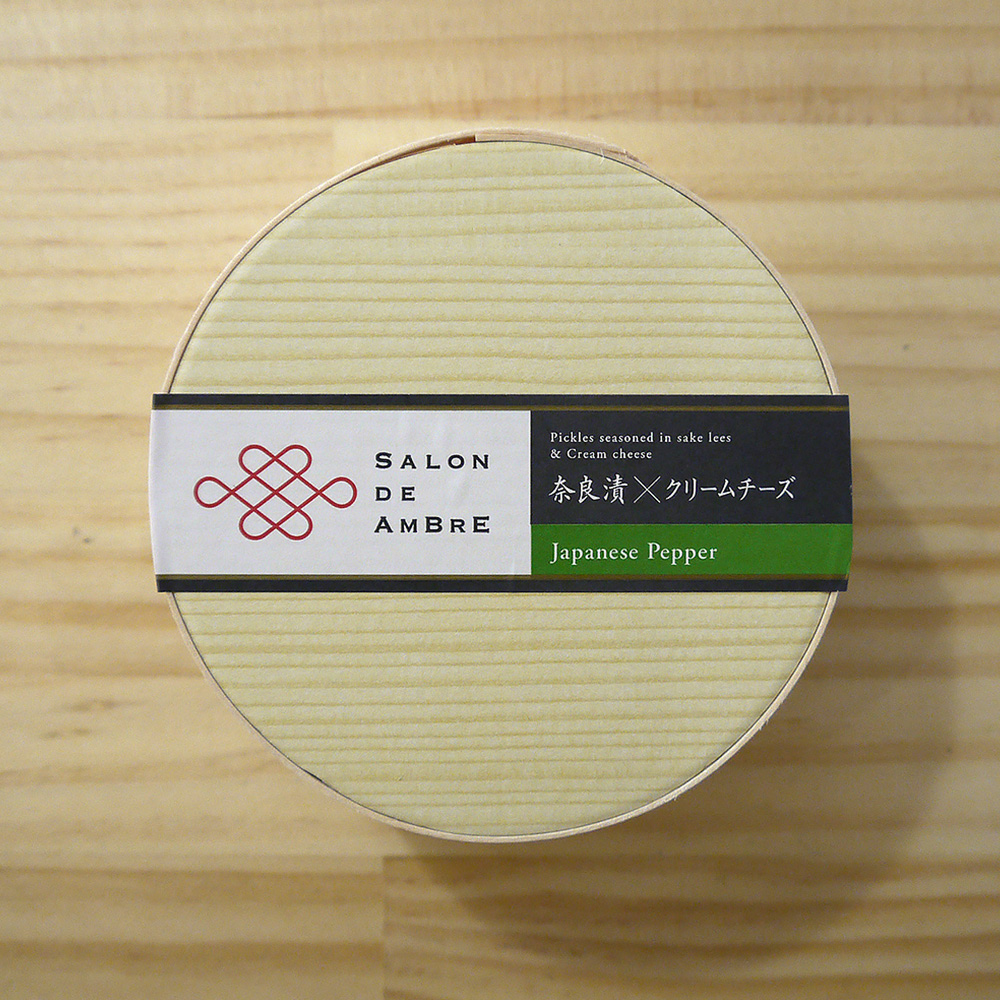 SALON
DE
AMBRE
Pickles seasoned in sake lees
& Cream cheese
奈良漬×クリームチーズ
Japanese Pepper